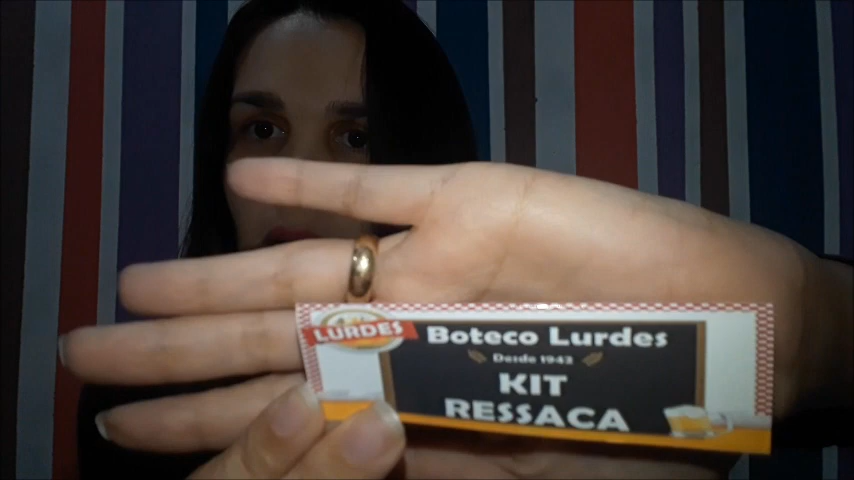 LURDES
Boteco Lurdes
Desde 1942
KIT
RESSACA